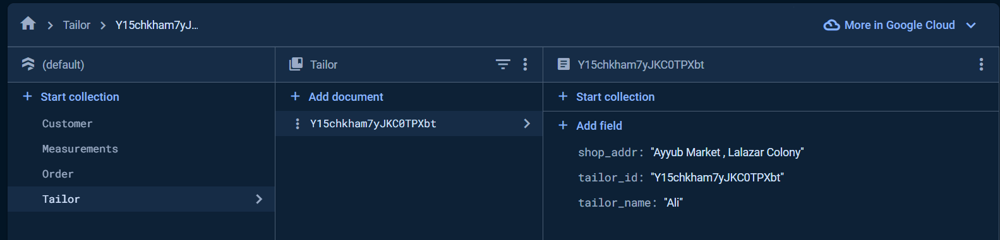 Tailor
Y15chkham7yJ...
More in Google Cloud
(default)
Tailor
Y15chkham7yJKC0TPXbt
+ Start collection
+ Add document
+ Start collection
Customer
Measurements
Order
Tailor
Y15chkham7yJKC0TPXbt
+ Add field
shop_addr: "Ayyub Market , Lalazar Colony"
tailor_id: "Y15chkham7yJKC0TPXbt"
tailor_name: "Ali"